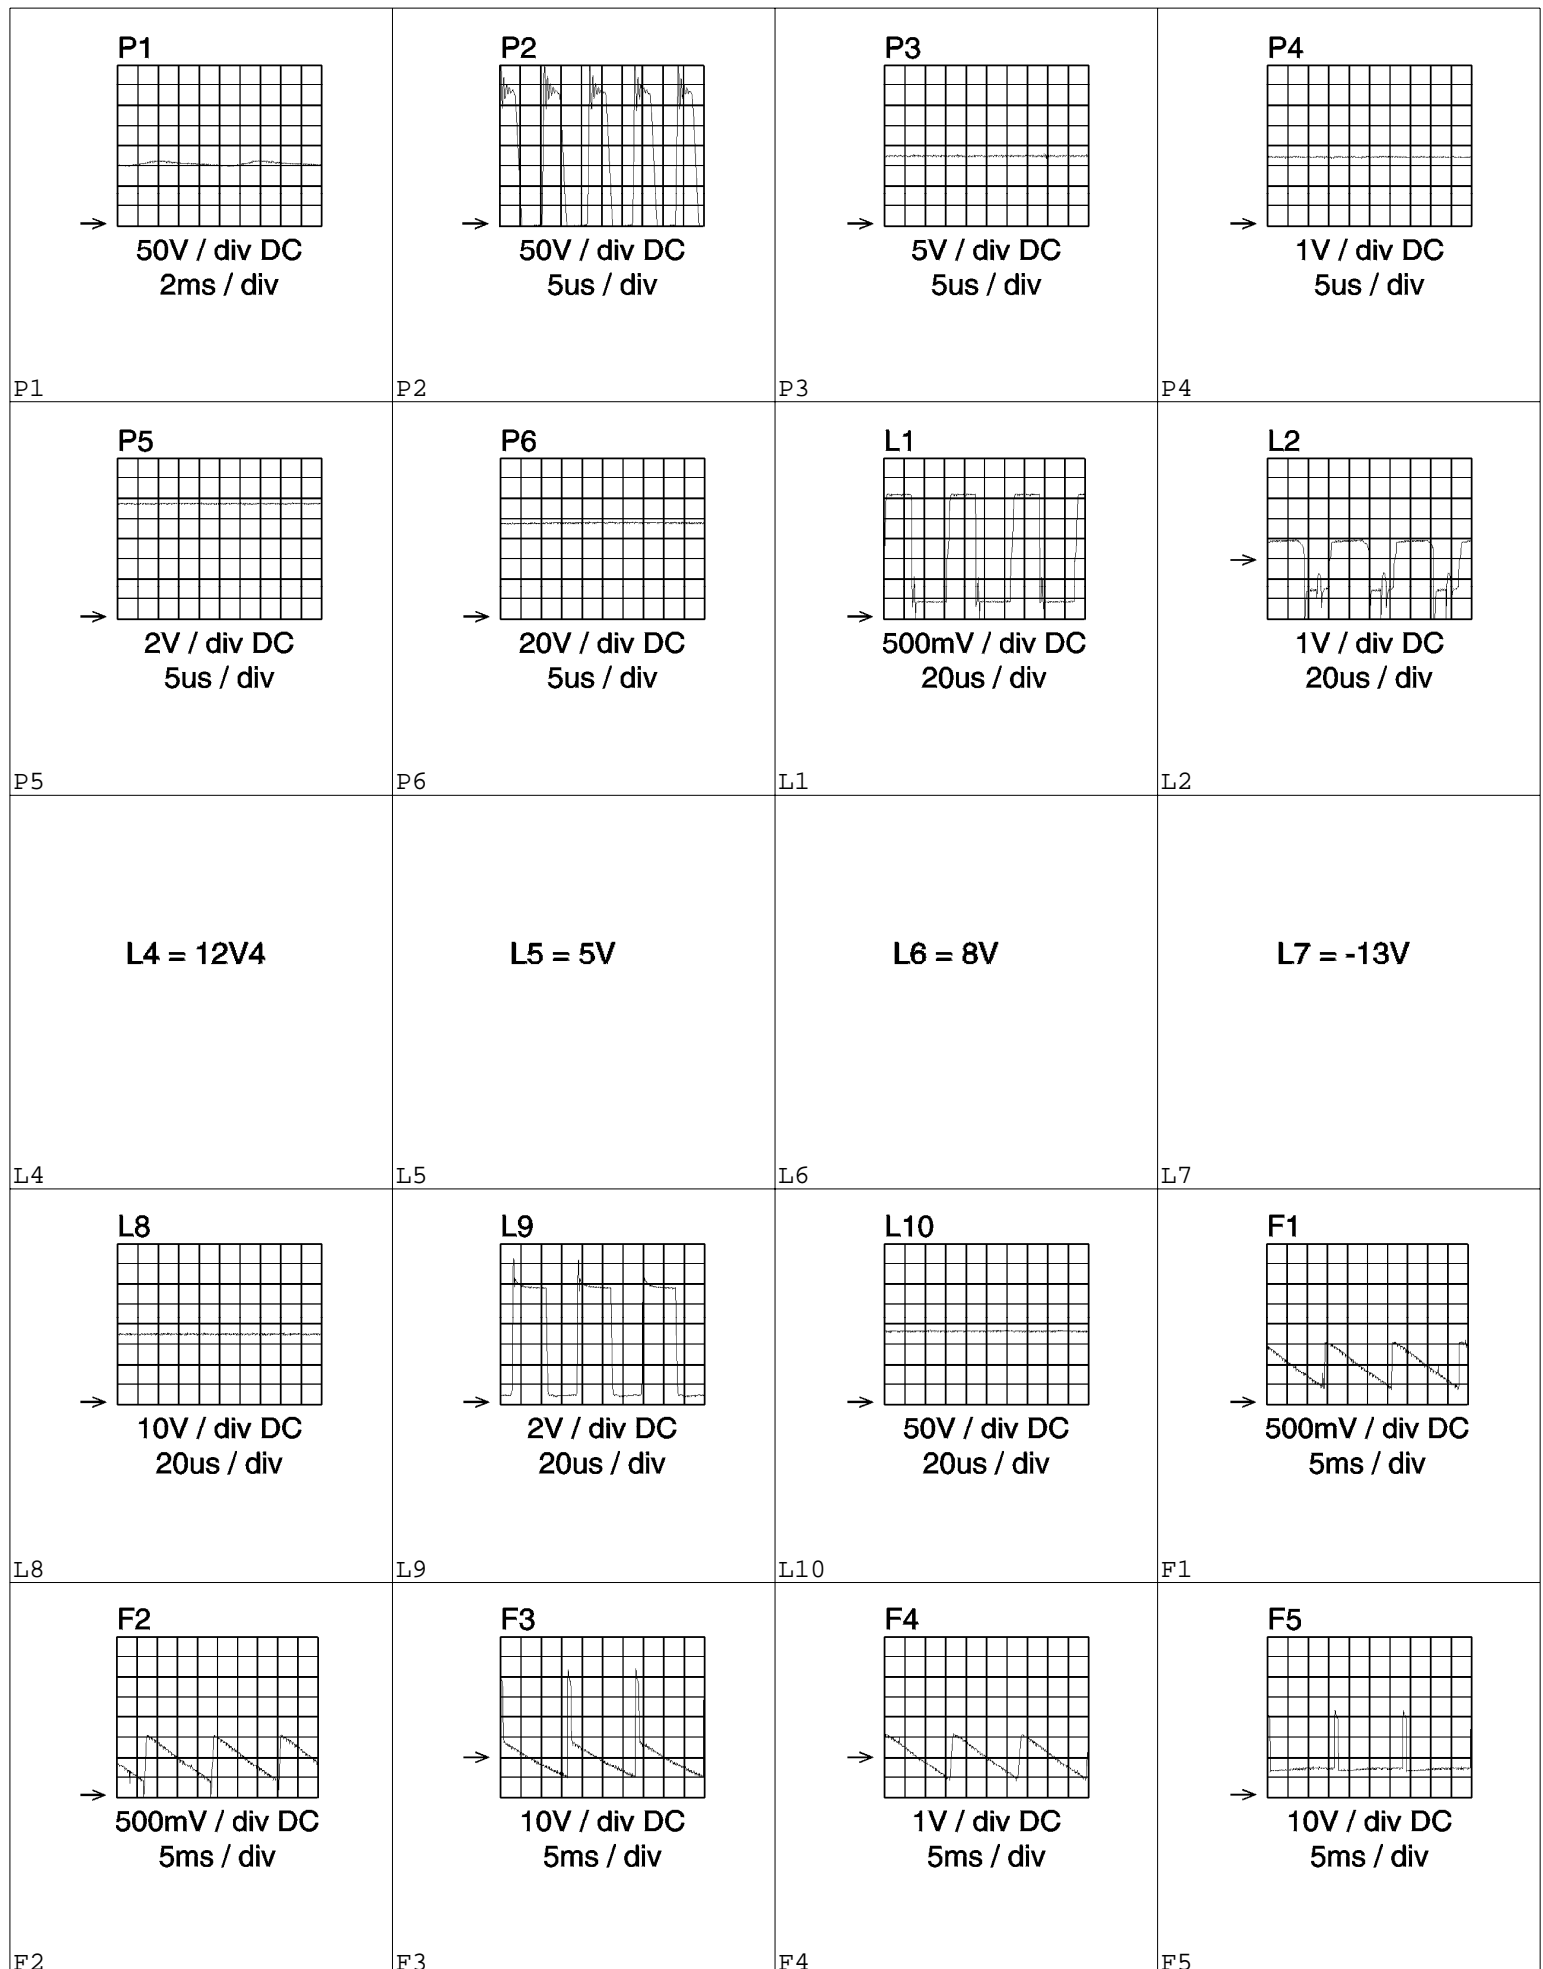 P1
50V / div DC
2ms / div
P1
P2
50V / div DC
5us / div
P2
P3
5V / div DC
5us / div
P3
P4
1V / div DC
5us / div
P4
P5
2V / div DC
5us / div
P5
P6
20V / div DC
5us / div
P6
L1
500mV / div DC
20us / div
L1
L2
1V / div DC
20us / div
L2
L4 = 12V4
L4
L5 = 5V
L5
L6 = 8V
L6
L7 = -13V
L7
L8
10V / div DC
20us / div
L8
L9
2V / div DC
20us / div
L9
L10
50V / div DC
20us / div
L10
F1
500mV / div DC
5ms / div
F1
F2
500mV / div DC
5ms / div
F2
F3
10V / div DC
5ms / div
F3
F4
1V / div DC
5ms / div
F4
F5
10V / div DC
5ms / div
F5